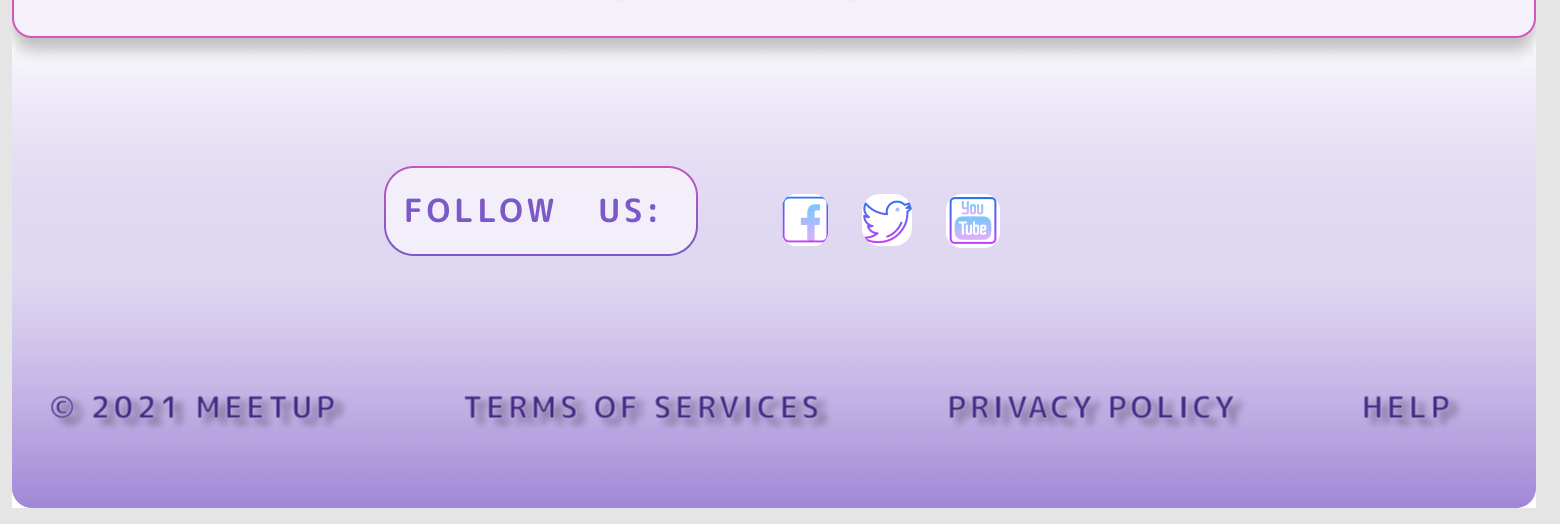 FOLLOW US:
You
Tube
© 2021 MEETUP TERMS OF SERVICES PRIVACY POLICY HELP